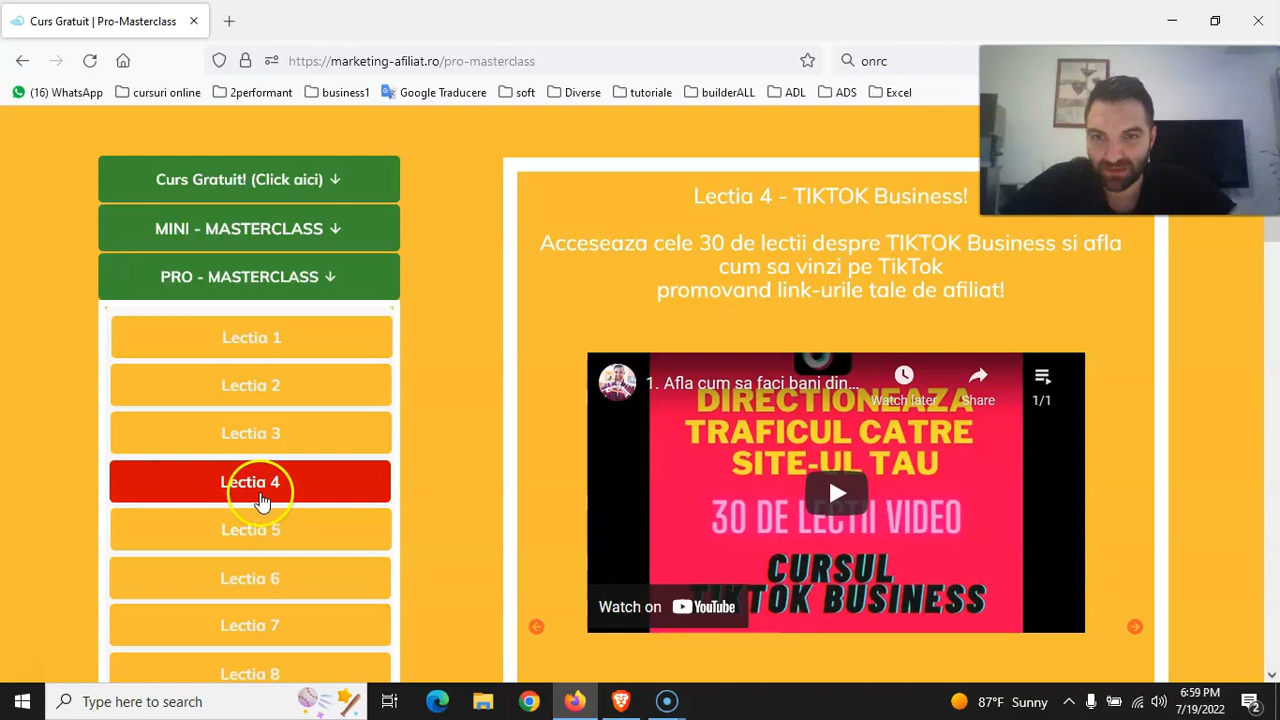 Curs Gratuit | Pro-Masterclass
https://marketing-afiliat.ro/pro-masterclass
onrc
(16) WhatsApp
cursuri online
2performant
business1
Google Traducere
soft
Diverse
tutoriale
builderALL
ADL
ADS
Excel
Curs Gratuit! (Click aici) ↓
MINI - MASTERCLASS ↓
PRO - MASTERCLASS ↓
Lectia 1
Lectia 2
Lectia 3
Lectia 4
Lectia 5
Lectia 6
Lectia 7
Lectia 8
Lectia 4 - TIKTOK Business!
Acceseaza cele 30 de lectii despre TIKTOK Business si afla
cum sa vinzi pe TikTok
promovand link-urile tale de afiliat!
1. Afla cum sa faci bani din...
Watch later
Share
1/1
DIRECTIONEAZA
TRAFICUL CATRE
SITE-UL TAU
30 DE LECTII VIDEO
CURSUL
TIKTOK BUSINESS
Watch on YouTube
Type here to search
87°F Sunny
6:59 PM
7/19/2022
2